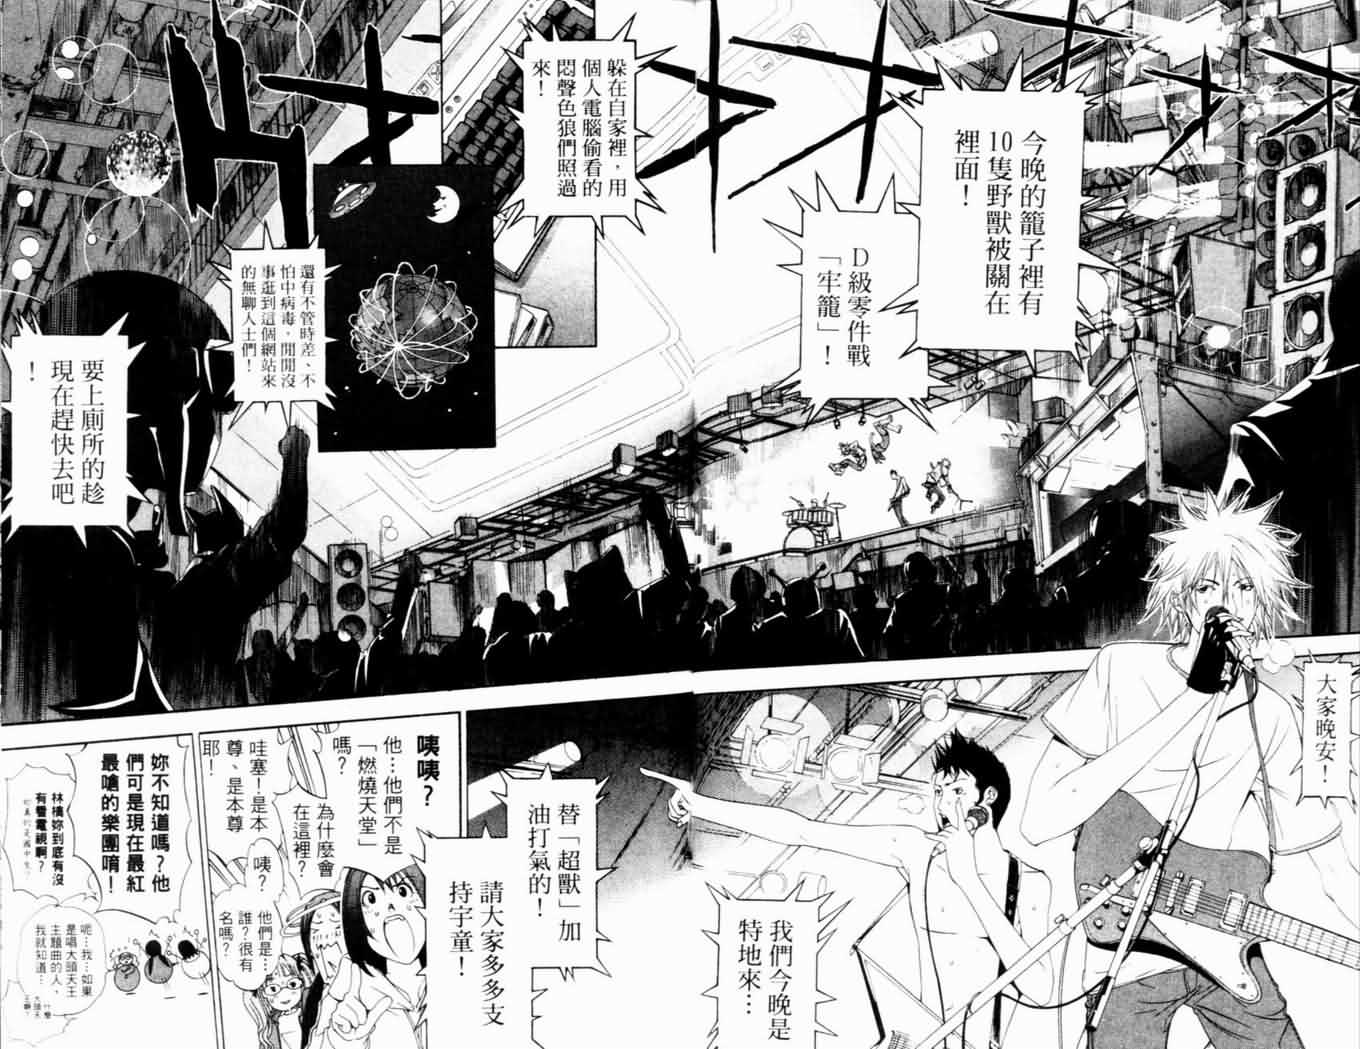 今晚的籠子裡有
10隻野獸被關在
裡面！
D級零件戰
「牢籠」！
躲在自家裡，用
個人電腦偷看的
悶聲色狼們照過
來！
還有不管時差、不
怕中病毒，閒閒沒
事逛到這個網站來
的無聊人士們！
要上廁所的趁
現在趕快去吧
！
大家晚安！
我們今晚是
特地來…
替「超獸」加
油打氣的！
請大家多多支
持宇童！
咦咦？
他…他們不是
「燃燒天堂」
嗎？
為什麼會
在這裡？
哇塞！是本
尊、是本尊
耶！
咦？
他們是…
誰？很有
名嗎？
妳不知道嗎？他
們可是現在最紅
最嗆的樂團唷！
林檎妳到底有沒
有看電視啊？
呃…我…如果
是唱大頭天王
主題曲的人，
我就知道…